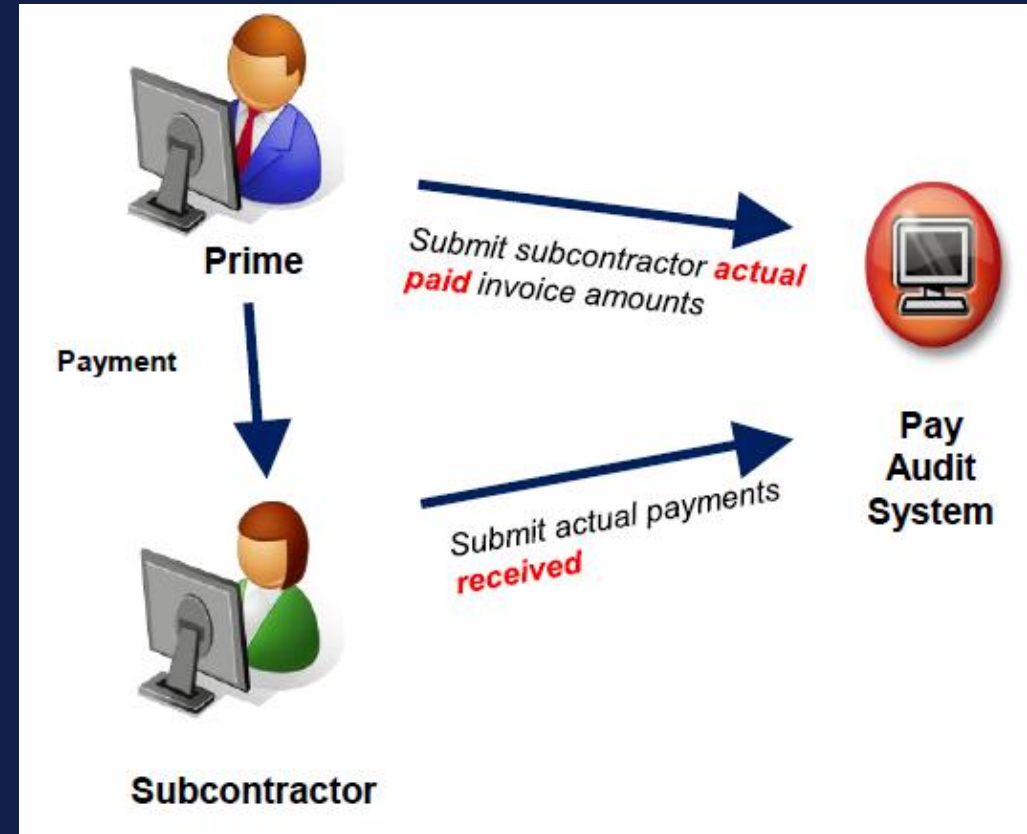 Prime
Submit subcontractor actual
paid invoice amounts
Payment
Pay
Audit
System
Submit actual payments
received
Subcontractor